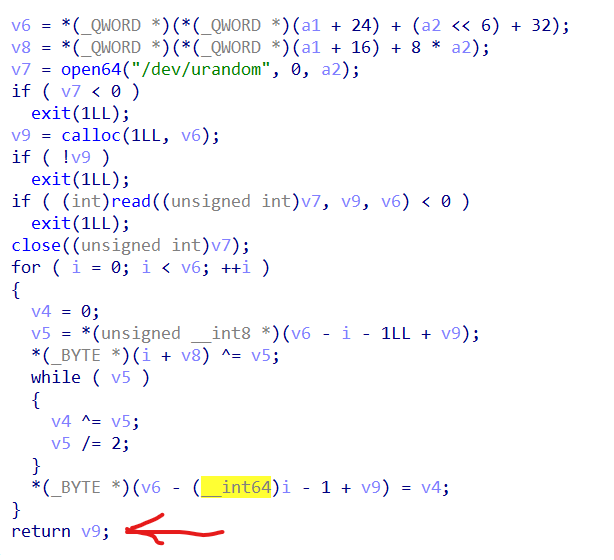 v6 = *(_QWORD *)(*(_QWORD *)(a1 + 24) + (a2 << 6) + 32);
v8 = *(_QWORD *)(*(_QWORD *)(a1 + 16) + 8 * a2);
v7 = open64("/dev/urandom", 0, a2);
if ( v7 < 0 )
  exit(1LL);
v9 = calloc(1LL, v6);
if ( !v9 )
  exit(1LL);
if ( (int)read((unsigned int)v7, v9, v6) < 0 )
  exit(1LL);
close((unsigned int)v7);
for ( i = 0; i < v6; ++i )
{
  v4 = 0;
  v5 = *(unsigned __int8 *)(v6 - i - 1LL + v9);
  *(_BYTE *)(i + v8) ^= v5;
  while ( v5 )
  {
    v4 ^= v5;
    v5 /= 2;
  }
  *(_BYTE *)(v6 - (__int64)i - 1 + v9) = v4;
}
return v9;